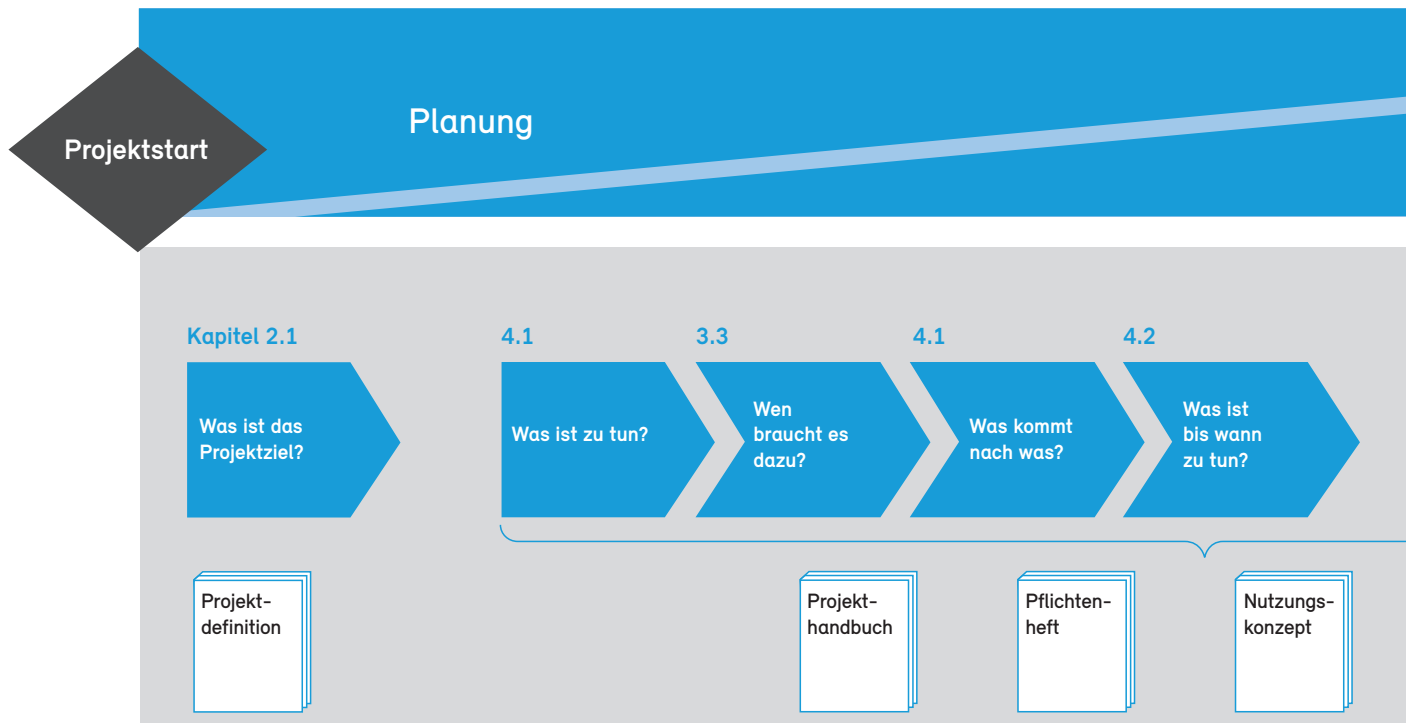 Projektstart
Planung
Kapitel 2.1
4.1
3.3
4.1
4.2
Was ist das
Projektziel?
Was ist zu tun?
Wen
braucht es
dazu?
Was kommt
nach was?
Was ist
bis wann
zu tun?
Projekt-
definition
Projekt-
handbuch
Pflichten-
heft
Nutzungs-
konzept